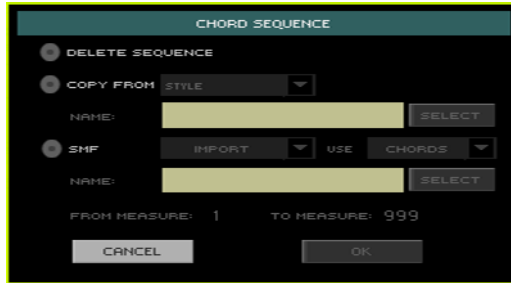 CHORD SEQUENCE
DELETE SEQUENCE
COPY FROM STYLE
NAME: SELECT
SMF IMPORT USE CHORDS
NAME: SELECT
FROM MEASURE: 1 TO MEASURE: 999
CANCEL OK